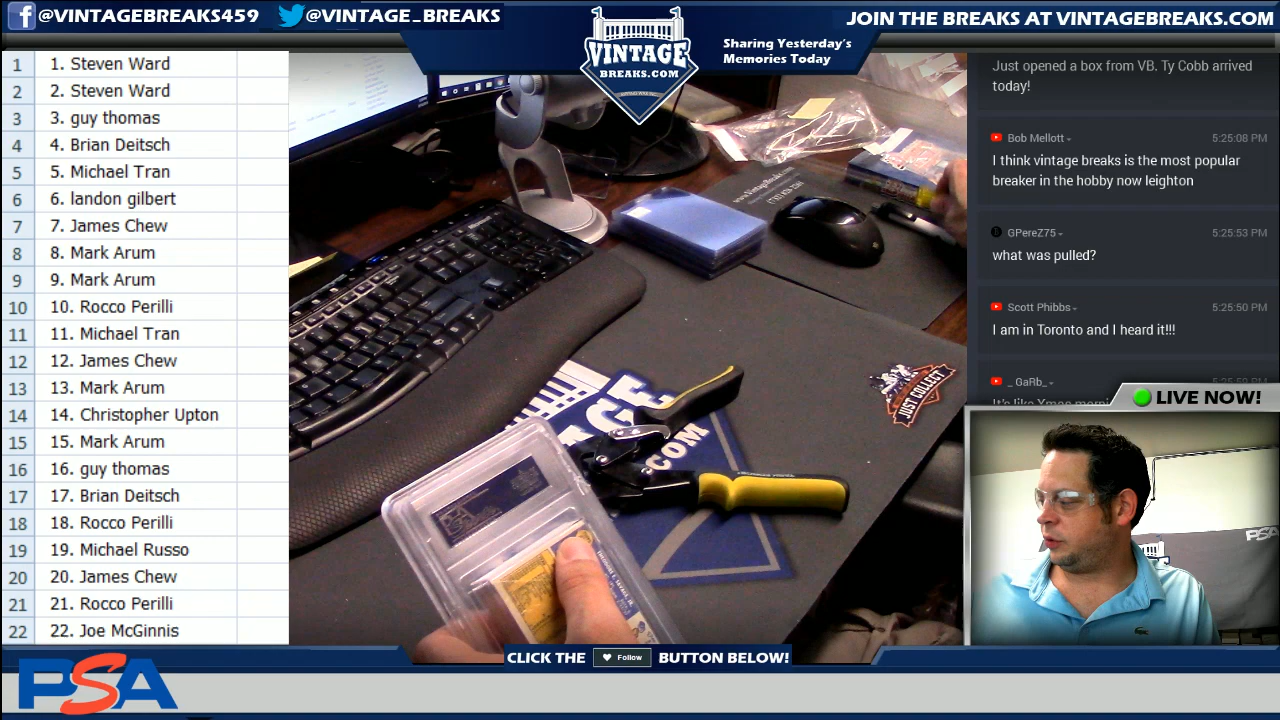 @VINTAGEBREAKS459
@VINTAGE_BREAKS
VINTAGE
BREAKS.COM
Sharing Yesterday's
Memories Today
JOIN THE BREAKS AT VINTAGEBREAKS.COM
1 1. Steven Ward
2 2. Steven Ward
3 3. guy thomas
4 4. Brian Deitsch
5 5. Michael Tran
6 6. landon gilbert
7 7. James Chew
8 8. Mark Arum
9 9. Mark Arum
10 10. Rocco Perilli
11 11. Michael Tran
12 12. James Chew
13 13. Mark Arum
14 14. Christopher Upton
15 15. Mark Arum
16 16. guy thomas
17 17. Brian Deitsch
18 18. Rocco Perilli
19 19. Michael Russo
20 20. James Chew
21 21. Rocco Perilli
22 22. Joe McGinnis
www.VintageBreaks.com
JUST COLLECT
COM
Just opened a box from VB. Ty Cobb arrived
today!
Bob Mellott 5:25:08 PM
I think vintage breaks is the most popular
breaker in the hobby now leighton
GPereZ75 5:25:53 PM
what was pulled?
Scott Phibbs 5:25:50 PM
I am in Toronto and I heard it!!!
_GaRb_
LIVE NOW!
PSA
CLICK THE Follow BUTTON BELOW!
PSA